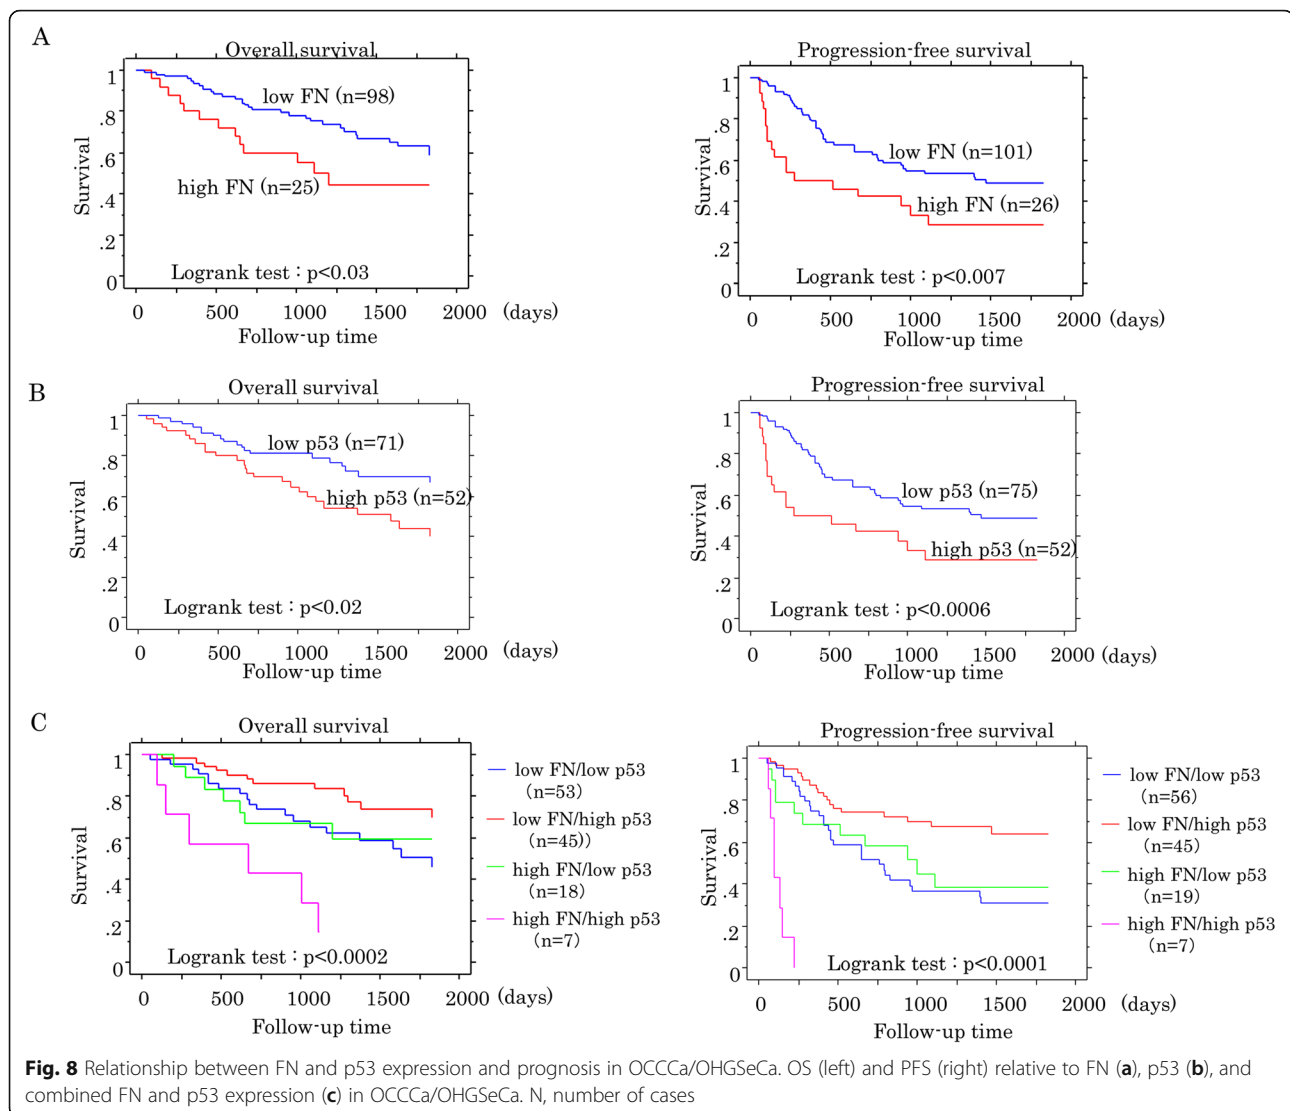 A
Overall survival
1
.8
.6
.4
.2
0
Survival
low FN (n=98)
high FN (n=25)
Logrank test : p<0.03
0 500 1000 1500 2000 (days)
Follow-up time
Progression-free survival
1
.8
.6
.4
.2
0
Survival
low FN (n=101)
high FN (n=26)
Logrank test : p<0.007
0 500 1000 1500 2000 (days)
Follow-up time
B
Overall survival
1
.8
.6
.4
.2
0
Survival
low p53 (n=71)
high p53 (n=52)
Logrank test : p<0.02
0 500 1000 1500 2000 (days)
Follow-up time
Progression-free survival
1
.8
.6
.4
.2
0
Survival
low p53 (n=75)
high p53 (n=52)
Logrank test : p<0.0006
0 500 1000 1500 2000 (days)
Follow-up time
C
Overall survival
1
.8
.6
.4
.2
0
Survival
Logrank test : p<0.0002
0 500 1000 1500 2000 (days)
Follow-up time
low FN/low p53
(n=53)
low FN/high p53
(n=45))
high FN/low p53
(n=18)
high FN/high p53
(n=7)
Progression-free survival
1
.8
.6
.4
.2
0
Survival
Logrank test : p<0.0001
0 500 1000 1500 2000 (days)
Follow-up time
low FN/low p53
(n=56)
low FN/high p53
(n=45)
high FN/low p53
(n=19)
high FN/high p53
(n=7)
Fig. 8 Relationship between FN and p53 expression and prognosis in OCCCa/OHGSeCa. OS (left) and PFS (right) relative to FN (a), p53 (b), and
combined FN and p53 expression (c) in OCCCa/OHGSeCa. N, number of cases